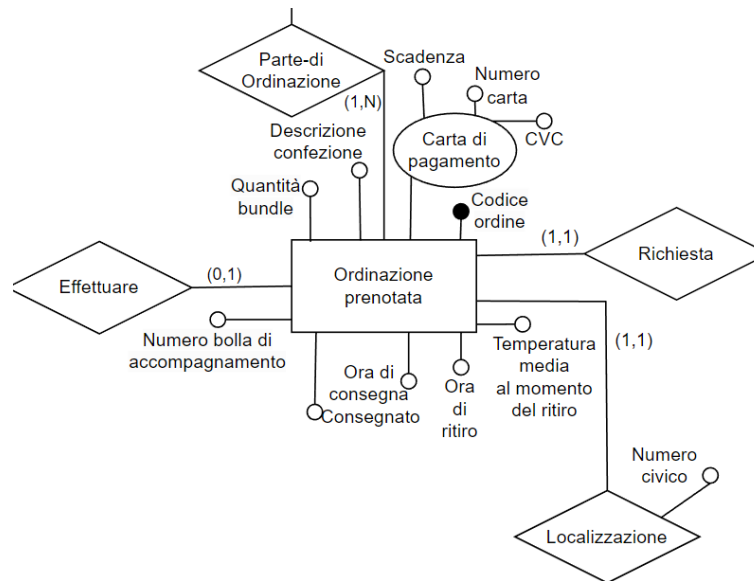 Parte-di
Ordinazione
(1,N)
Scadenza
Numero
carta
CVC
Carta di
pagamento
Descrizione
confezione
Quantità
bundle
Codice
ordine
(1,1)
Richiesta
Effettuare
(0,1)
Ordinazione
prenotata
Numero bolla di
accompagnamento
Ora di
consegna
Consegnato
Ora
di
ritiro
Temperatura
media
al momento
del ritiro
(1,1)
Numero
civico
Localizzazione